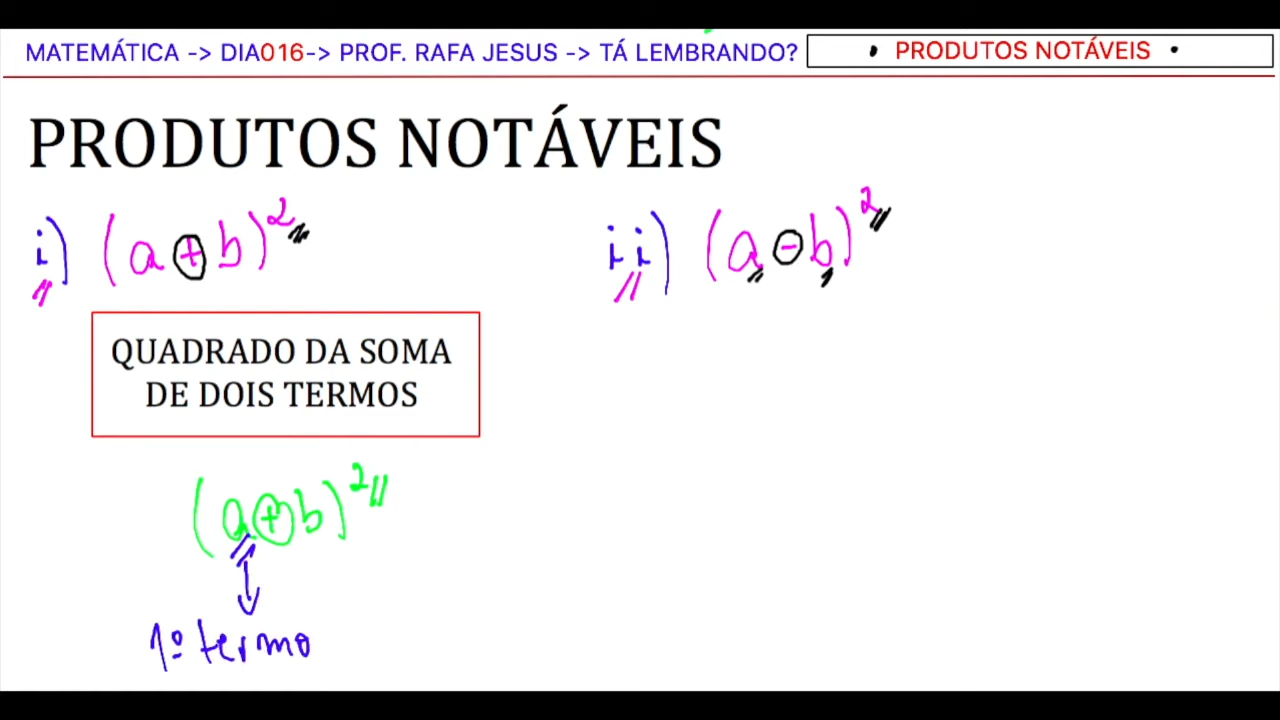 MATEMÁTICA -> DIA016-> PROF. RAFA JESUS -> TÁ LEMBRANDO?
• PRODUTOS NOTÁVEIS •
PRODUTOS NOTÁVEIS
i) (a + b)²
ii) (a - b)²
QUADRADO DA SOMA
DE DOIS TERMOS
(a + b)²
1º termo